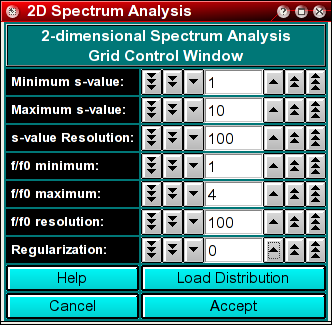 2D Spectrum Analysis
2-dimensional Spectrum Analysis
Grid Control Window
Minimum s-value: 1
Maximum s-value: 10
s-value Resolution: 100
f/f0 minimum: 1
f/f0 maximum: 4
f/f0 resolution: 100
Regularization: 0
Help Load Distribution
Cancel Accept